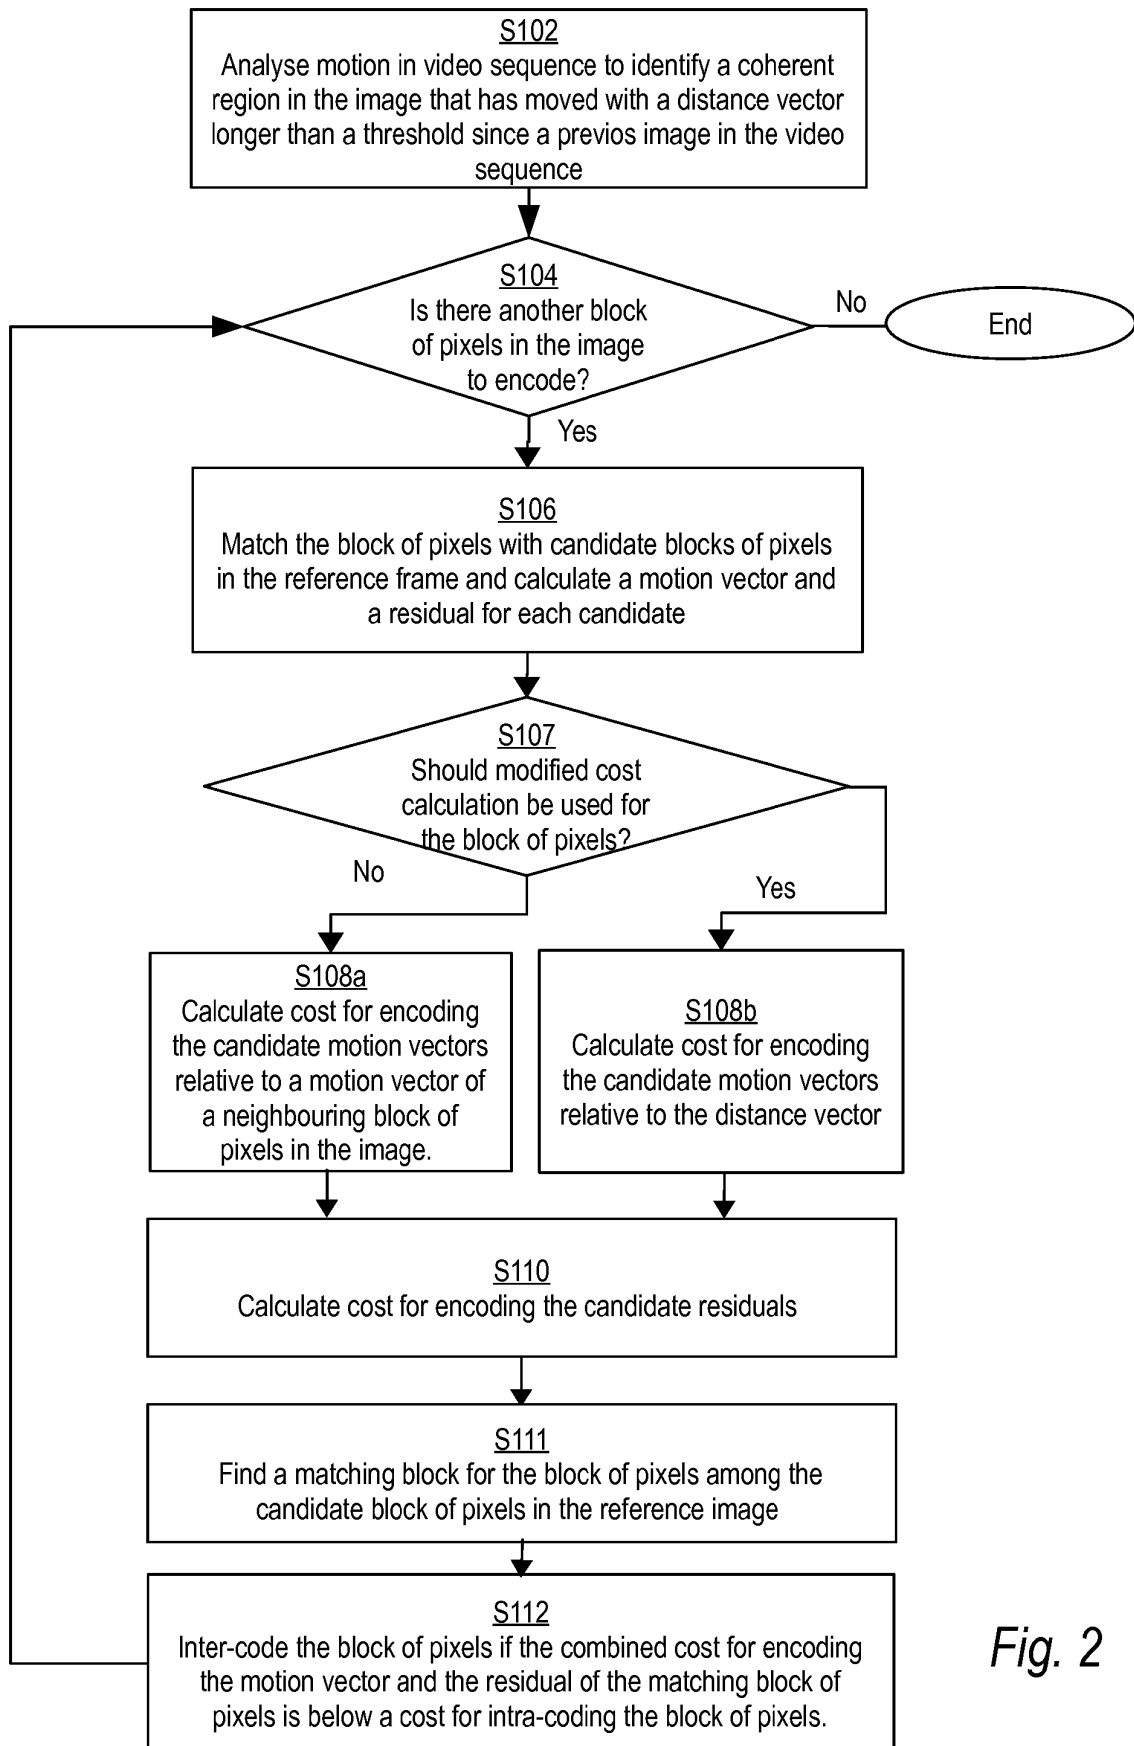 S102
Analyse motion in video sequence to identify a coherent
region in the image that has moved with a distance vector
longer than a threshold since a previos image in the video
sequence
S104
Is there another block
of pixels in the image
to encode?
No
End
Yes
S106
Match the block of pixels with candidate blocks of pixels
in the reference frame and calculate a motion vector and
a residual for each candidate
S107
Should modified cost
calculation be used for
the block of pixels?
No
Yes
S108a
Calculate cost for encoding
the candidate motion vectors
relative to a motion vector of
a neighbouring block of
pixels in the image.
S108b
Calculate cost for encoding
the candidate motion vectors
relative to the distance vector
S110
Calculate cost for encoding the candidate residuals
S111
Find a matching block for the block of pixels among the
candidate block of pixels in the reference image
S112
Inter-code the block of pixels if the combined cost for encoding
the motion vector and the residual of the matching block of
pixels is below a cost for intra-coding the block of pixels.
Fig. 2